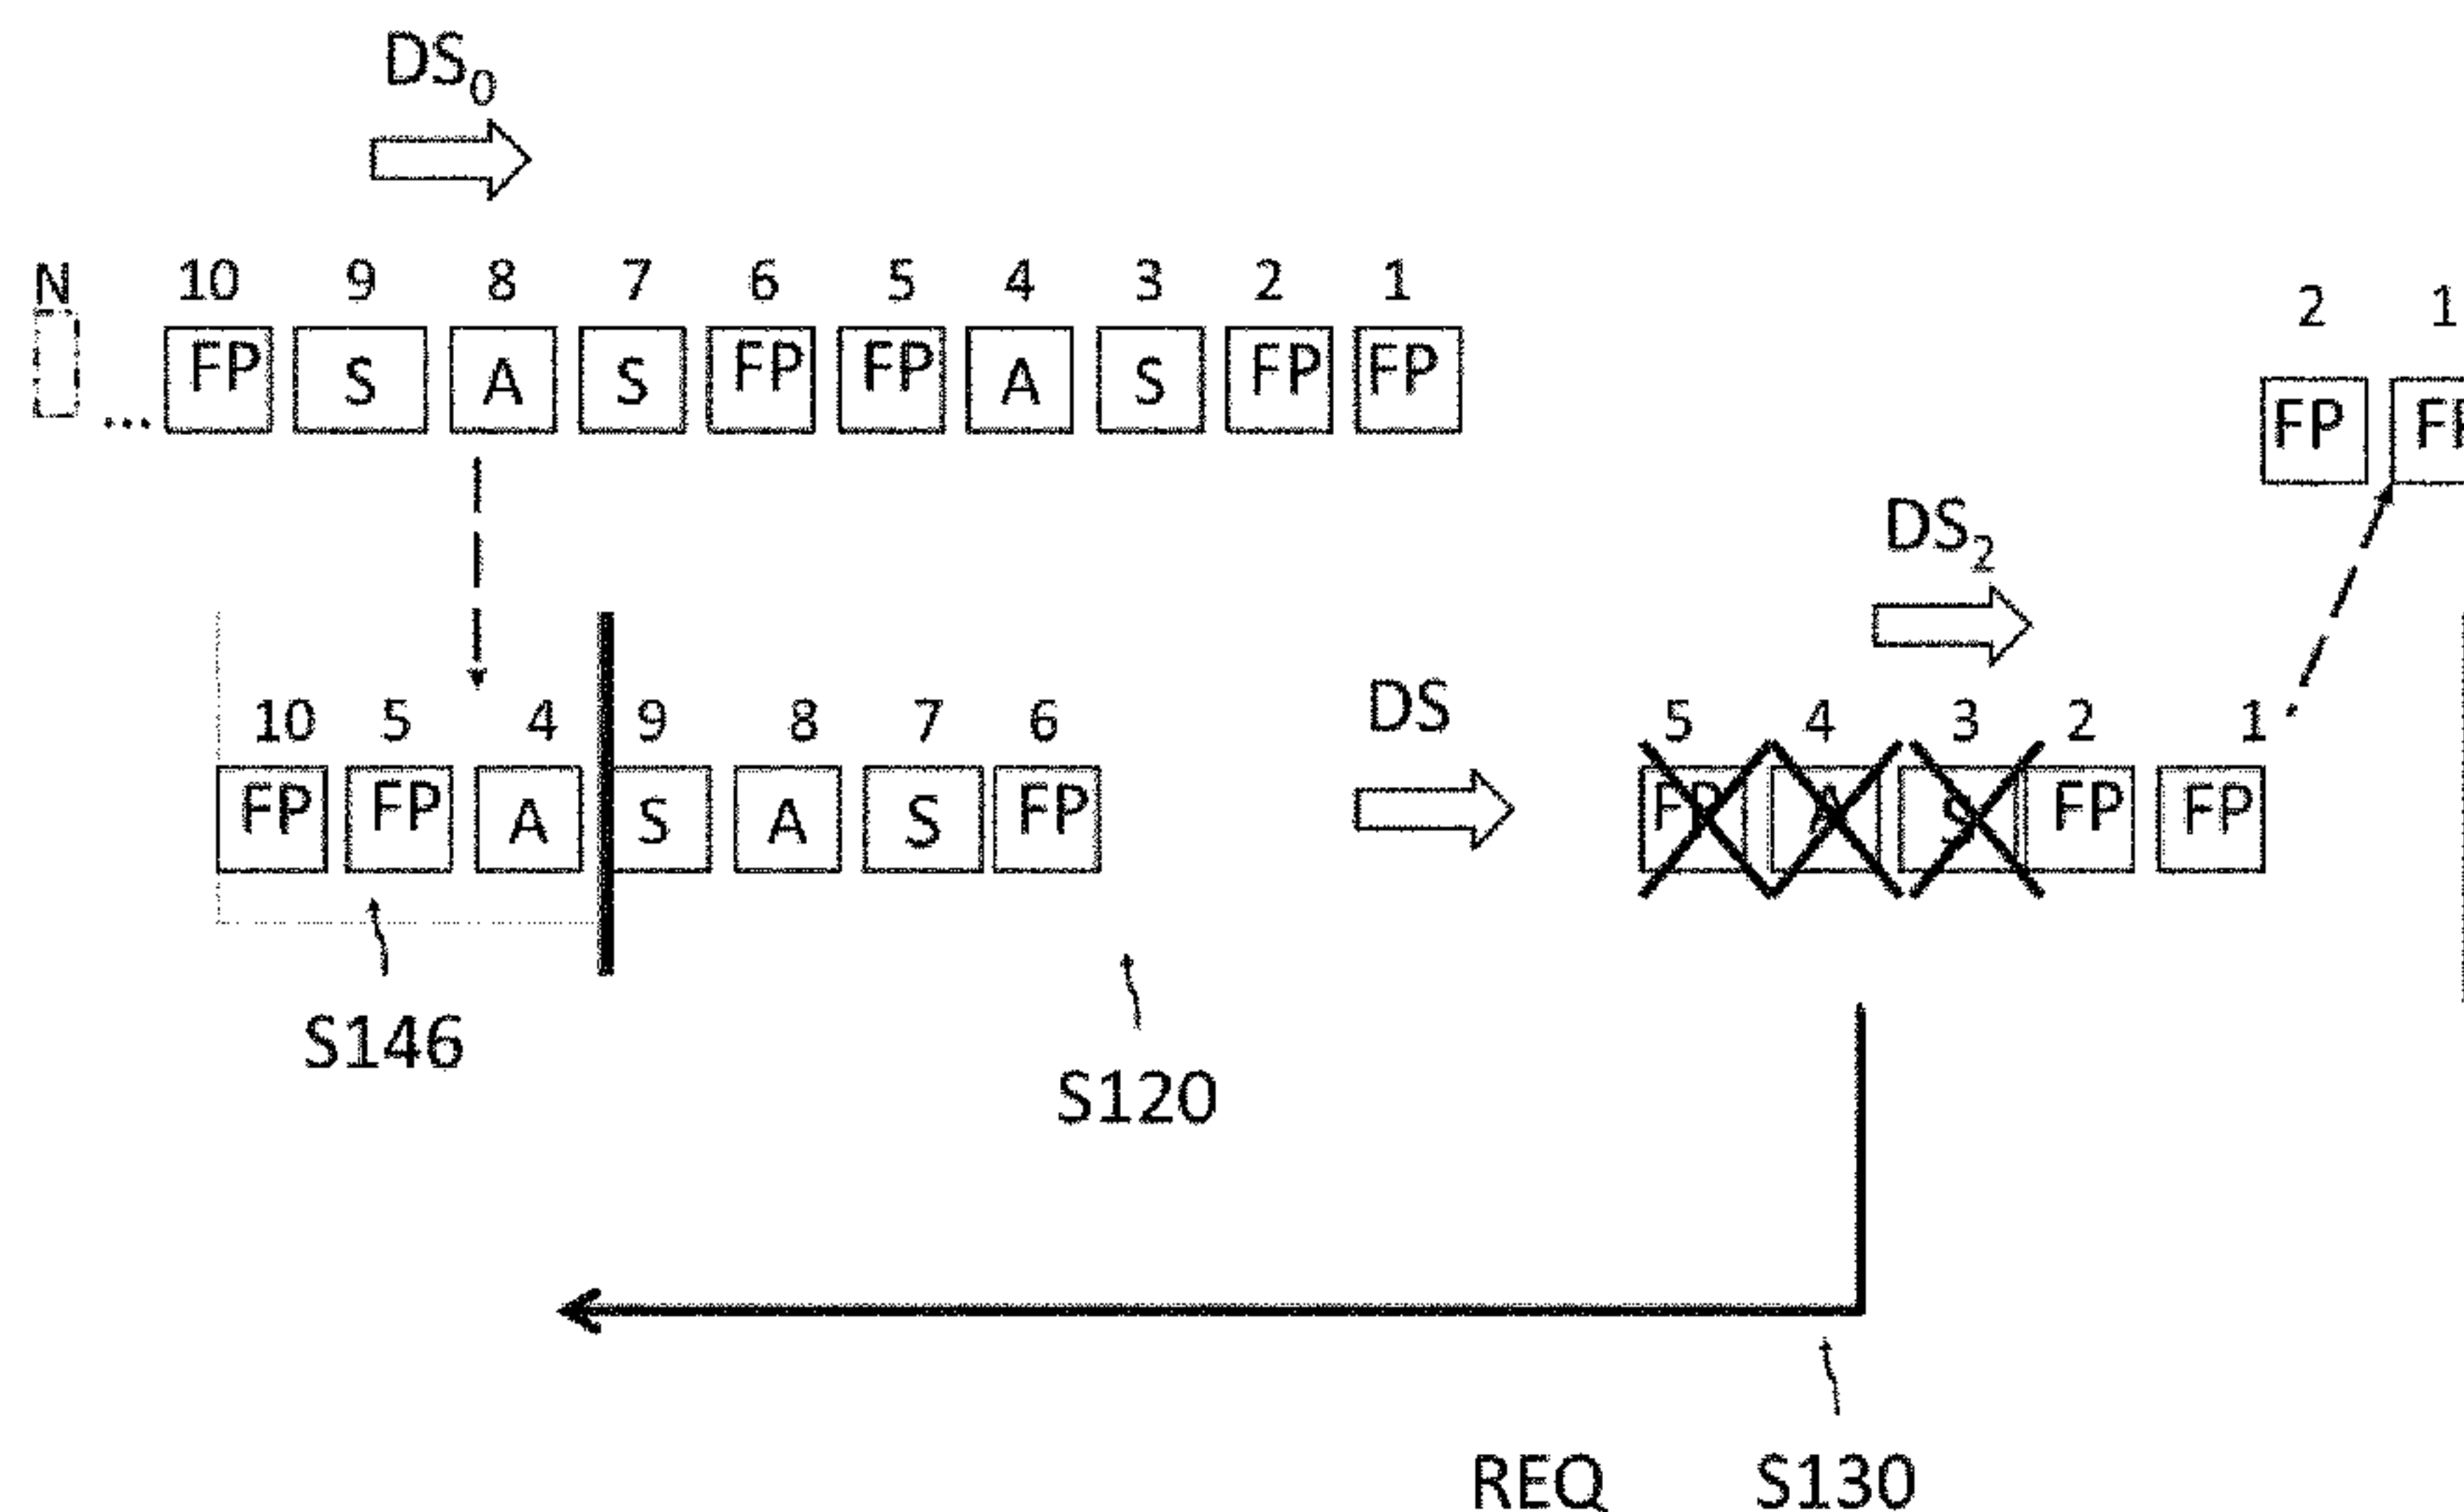 DS₀
N 10 9 8 7 6 5 4 3 2 1
... FP S A S FP FP A S FP FP
2 1
FP FP
DS₂
10 5 4 9 8 7 6
FP FP A S A S FP
DS
5 4 3 2 1
FP A S FP FP
S146
S120
REQ S130